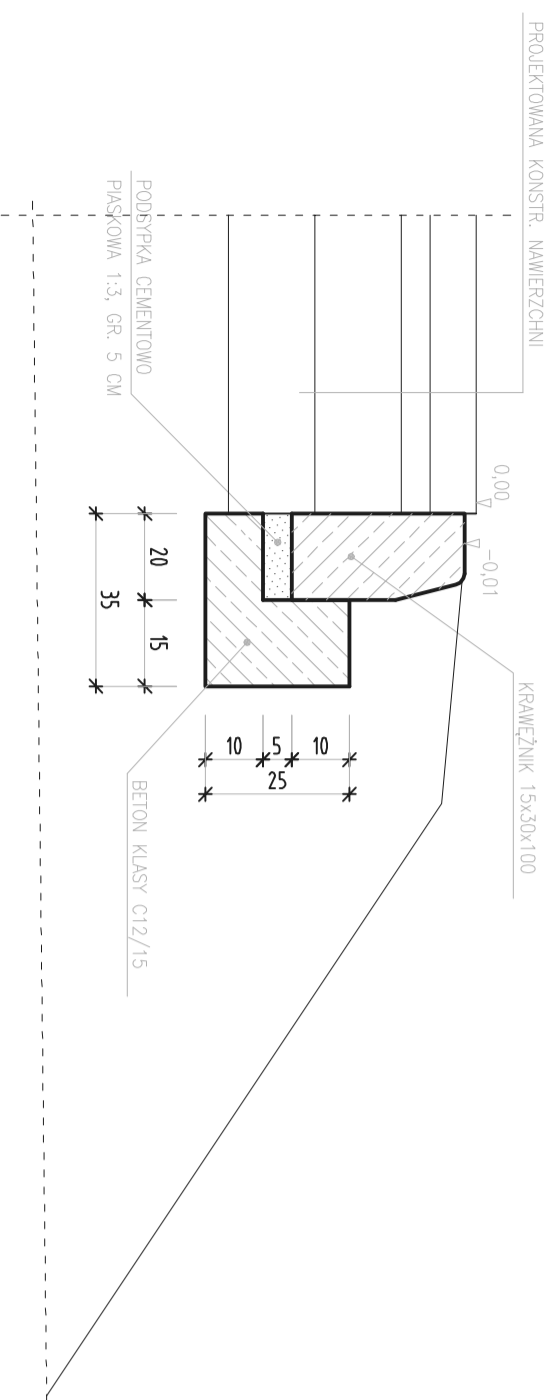 PROJEKTOWANA KONSTR. NAWIERZCHNI
0,00
-0,01
KRAWĘŻNIK 15x30x100
PODSYPKA CEMENTOWO
PIASKOWA 1:3, GR. 5 CM
20
15
35
10
5
10
25
BETON KLASY C12/15